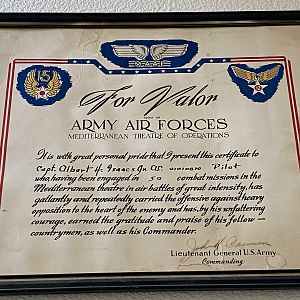 15
For Valor
ARMY AIR FORCES
MEDITERRANEAN THEATRE OF OPERATIONS
It is with great personal pride that I present this certificate to
Capt. Albert H. Isaacs Jr. Pilot
who, having been engaged in 50 combat missions in the
Mediterranean theatre in air battles of great intensity, has
gallantly and repeatedly carried the offensive against heavy
opposition to the heart of the enemy and has, by his unfaltering
courage, earned the gratitude and praise of his fellow-
countrymen, as well as his Commander.
Lieutenant General U.S. Army
Commanding